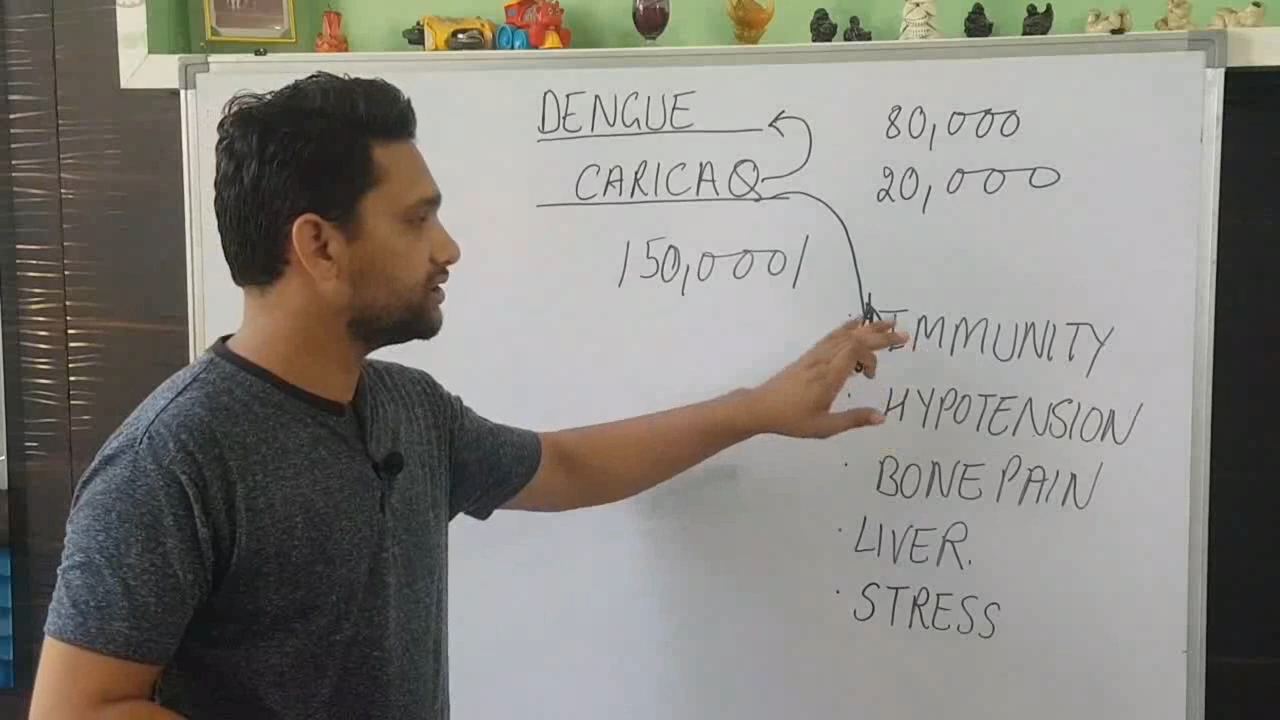 DENGUE
CARICA Q
150,000/
80,000
20,000
IMMUNITY
HYPOTENSION
BONE PAIN
LIVER.
STRESS